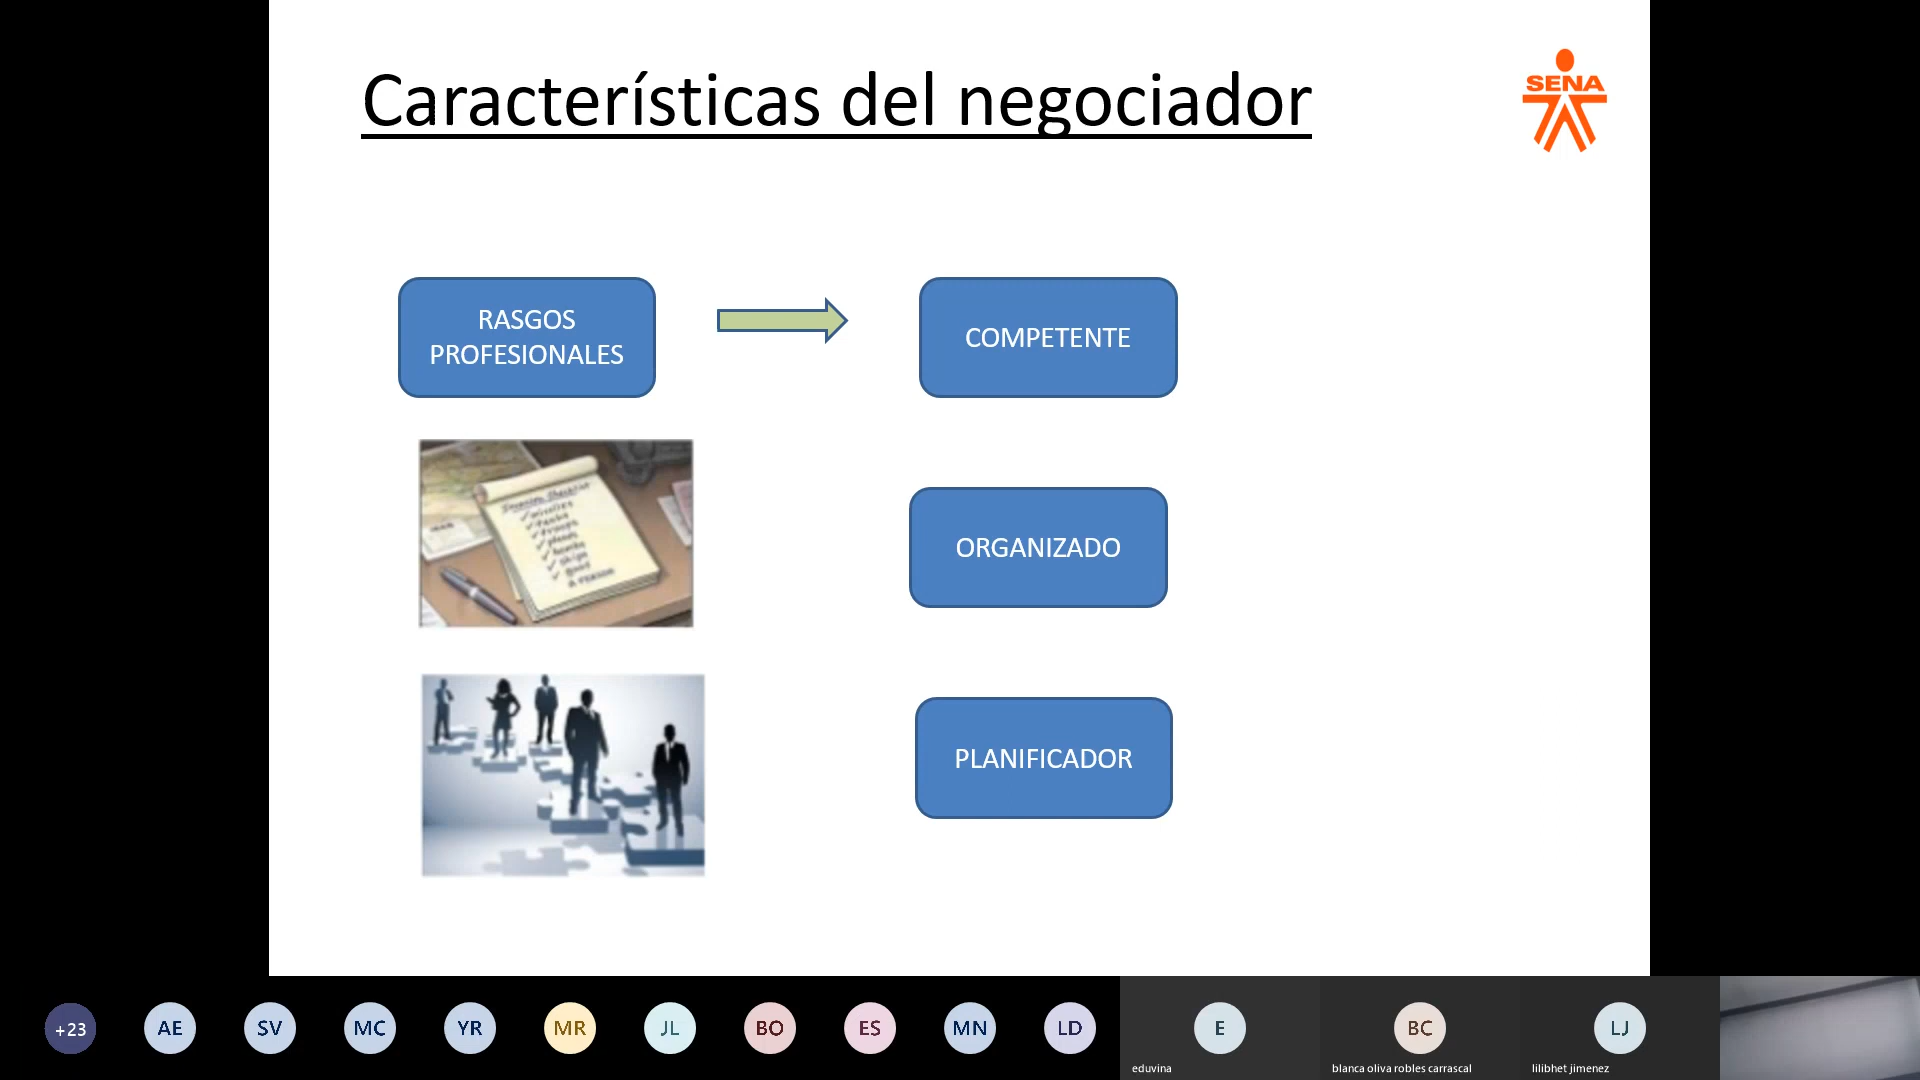 Características del negociador
SENA
RASGOS
PROFESIONALES
COMPETENTE
ORGANIZADO
PLANIFICADOR
+23
AE
SV
MC
YR
MR
JL
BO
ES
MN
LD
E
BC
LJ
eduvina
blanca oliva robles carrascal
lilibhet jimenez